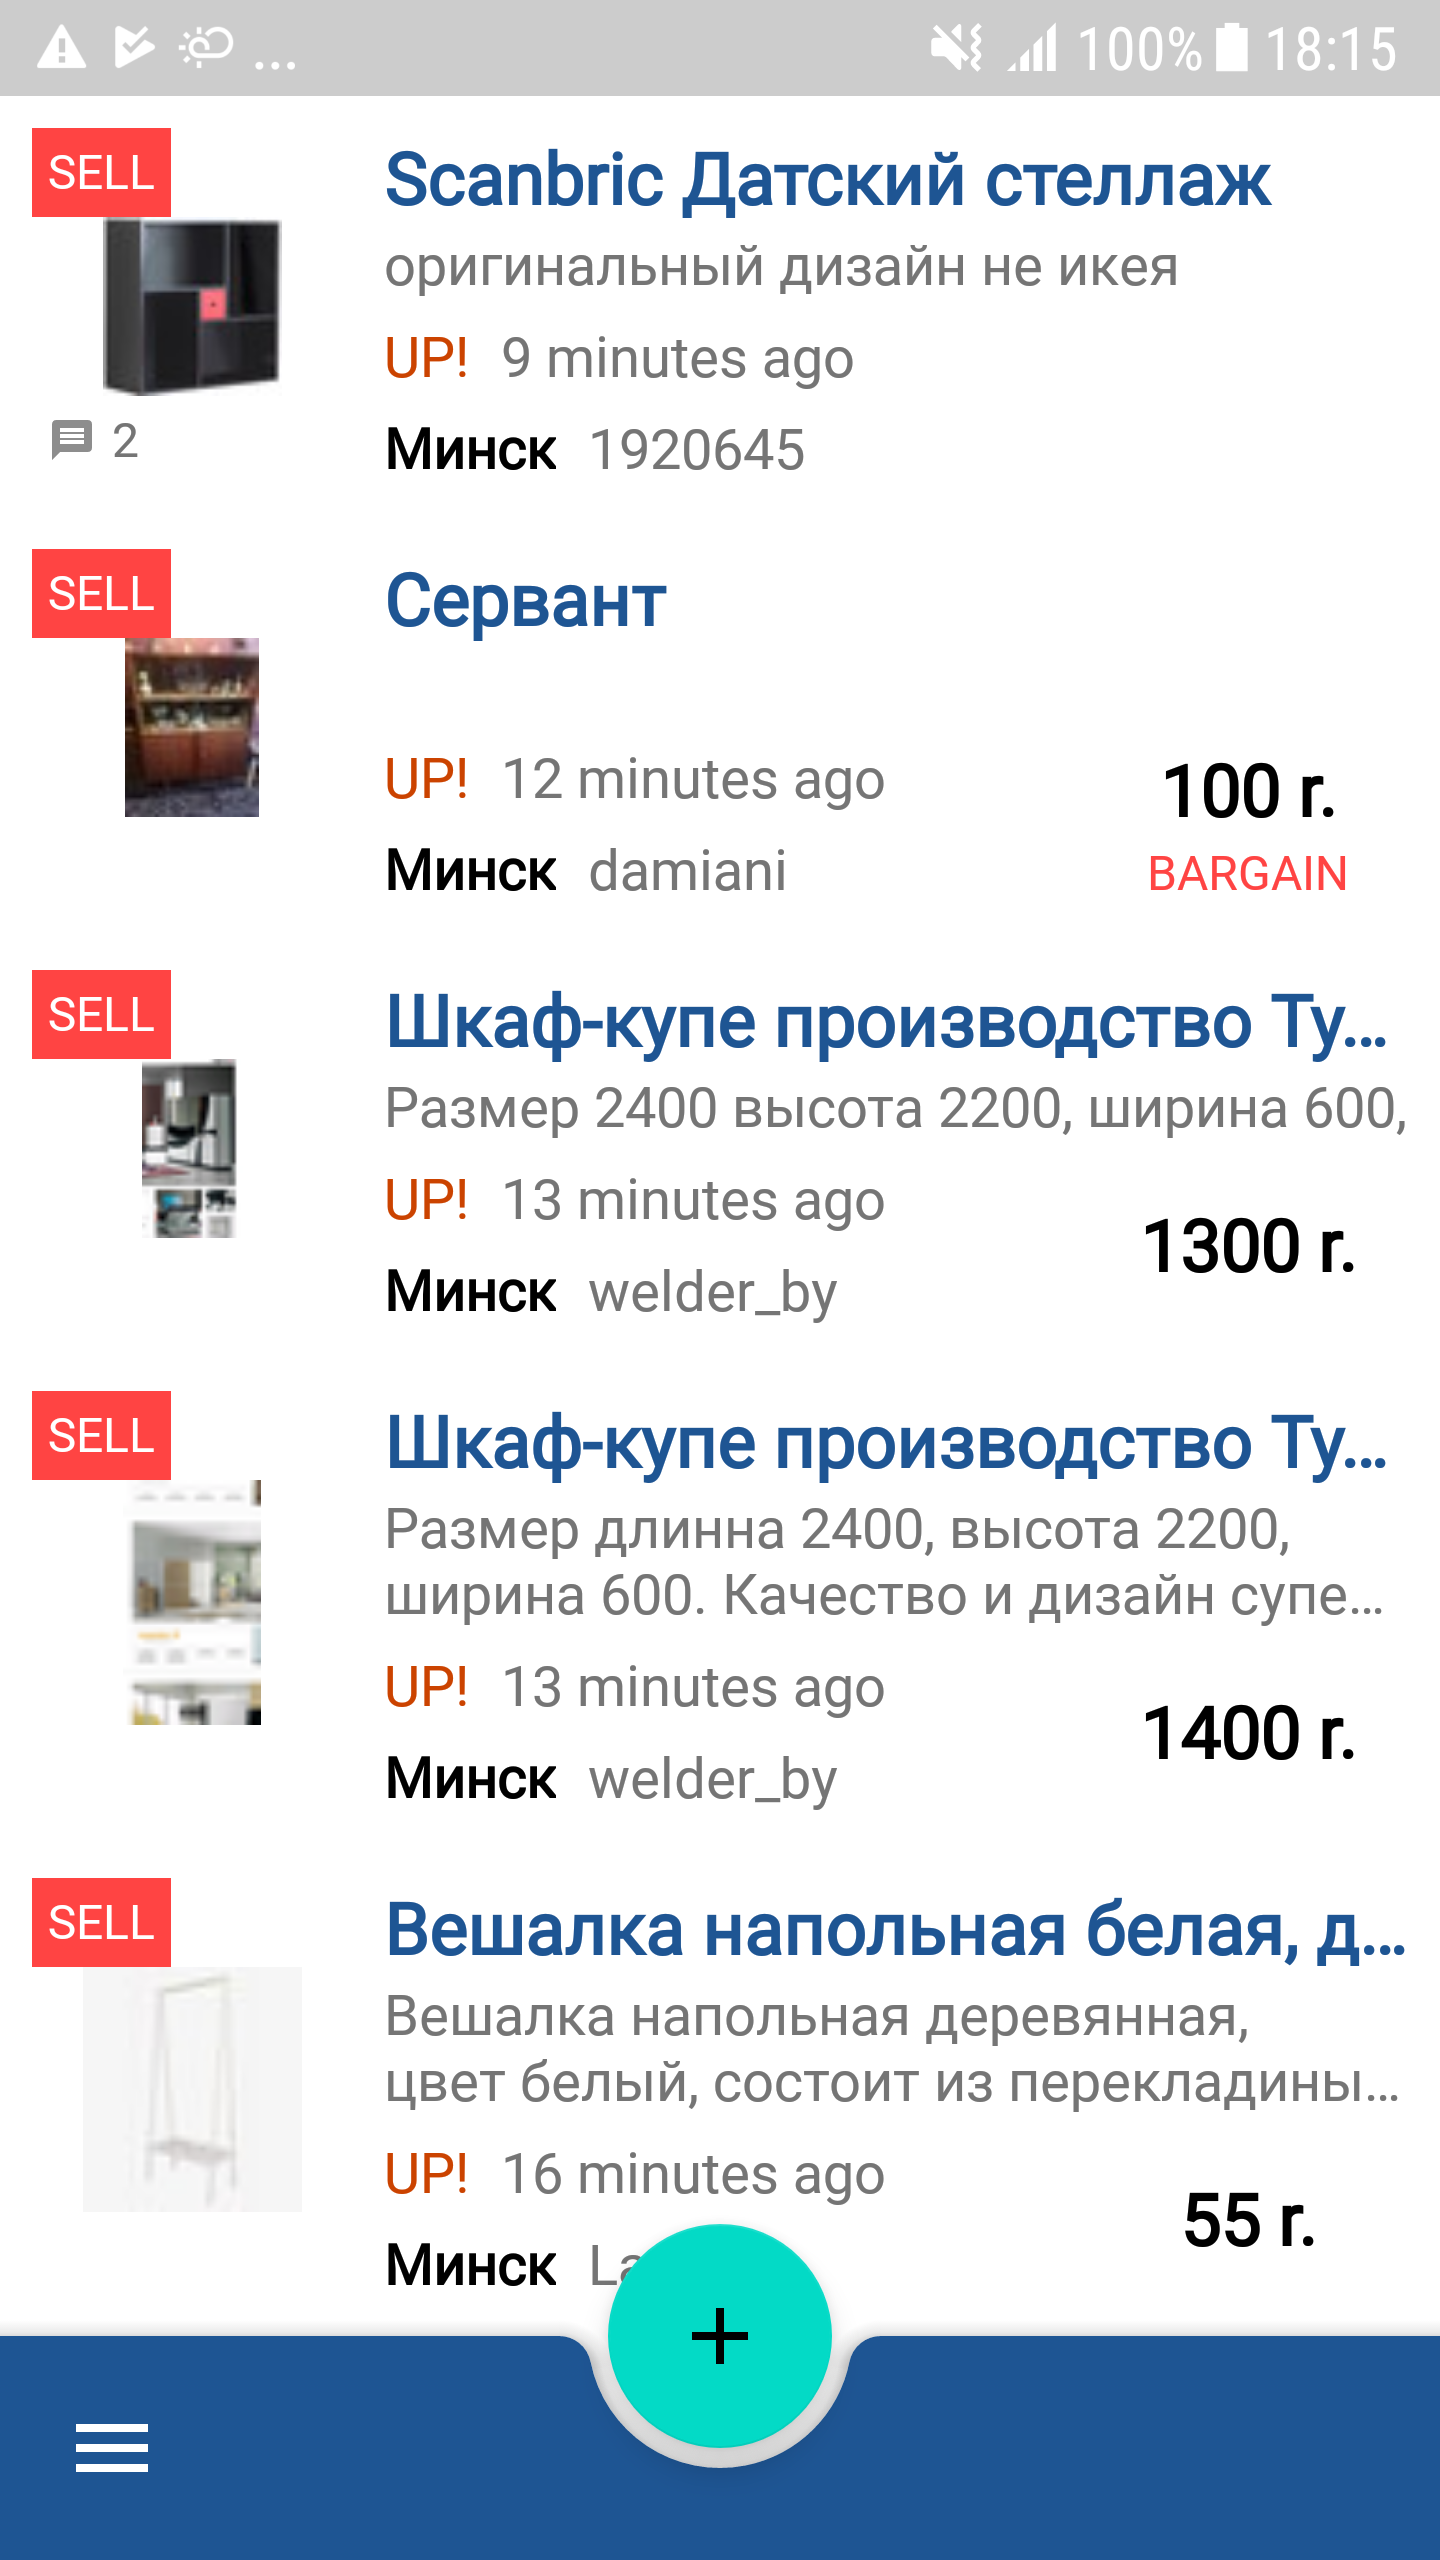 ... 100% 18:15
SELL
Scanbric Датский стеллаж
оригинальный дизайн не икея
UP! 9 minutes ago
2
Минск 1920645
SELL
Сервант
UP! 12 minutes ago
100 r.
Минск damiani
BARGAIN
SELL
Шкаф-купе производство Ту...
Размер 2400 высота 2200, ширина 600,
UP! 13 minutes ago
1300 r.
Минск welder_by
SELL
Шкаф-купе производство Ту...
Размер длинна 2400, высота 2200,
ширина 600. Качество и дизайн супе...
UP! 13 minutes ago
1400 r.
Минск welder_by
SELL
Вешалка напольная белая, д...
Вешалка напольная деревянная,
цвет белый, состоит из перекладины...
UP! 16 minutes ago
55 r.
Минск